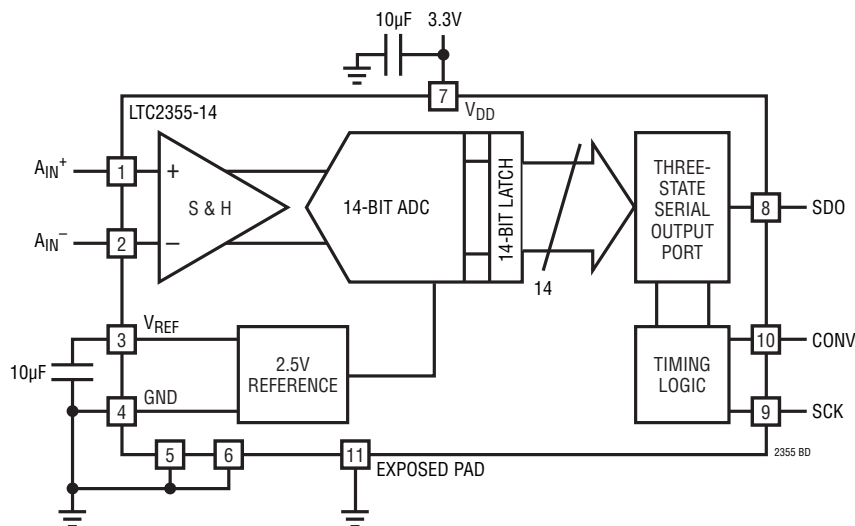 10µF 3.3V
7
VDD
LTC2355-14
AIN+
1
+
S & H
AIN–
2
–
14-BIT ADC
14-BIT LATCH
14
THREE-
STATE
SERIAL
OUTPUT
PORT
8
SDO
3
VREF
10µF
4
GND
2.5V
REFERENCE
TIMING
LOGIC
10
CONV
9
SCK
5
6
11
EXPOSED PAD
2355 BD